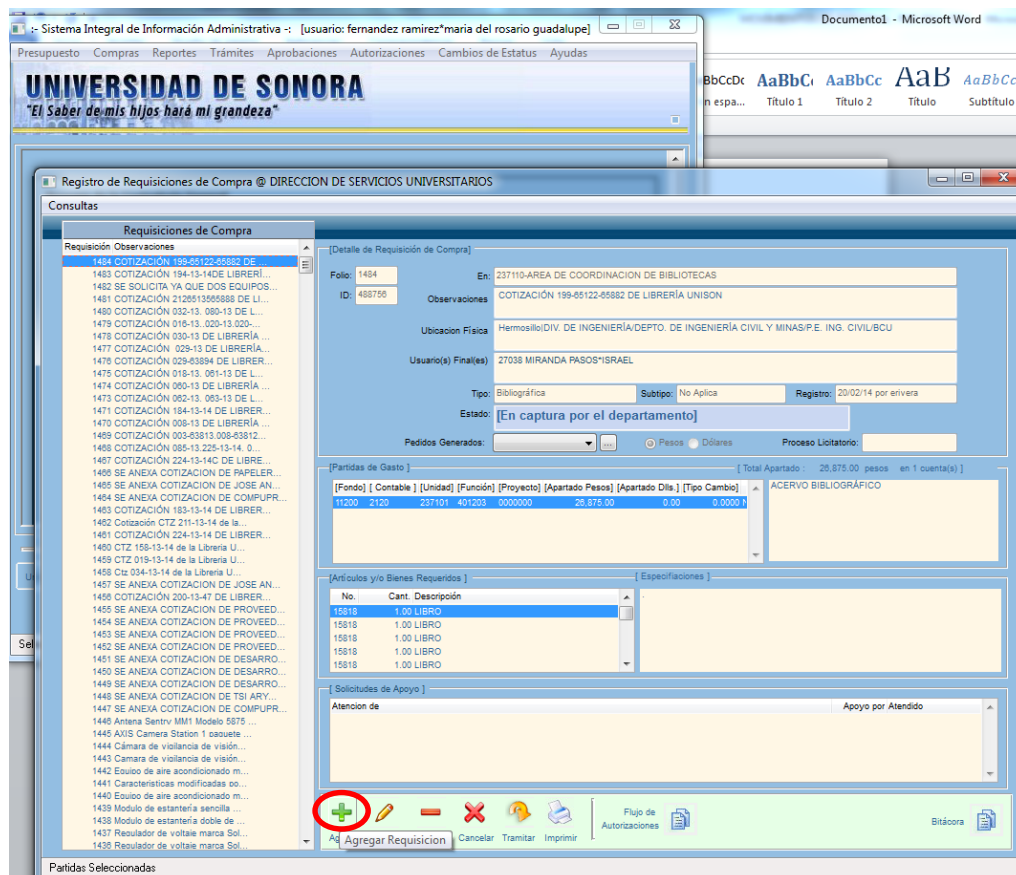 Documento1 - Microsoft Word
:- Sistema Integral de Información Administrativa -: [usuario: fernandez ramirez*maria del rosario guadalupe]
Presupuesto Compras Reportes Trámites Aprobaciones Autorizaciones Cambios de Estatus Ayudas
UNIVERSIDAD DE SONORA
"El Saber de mis hijos hará mi grandeza"
BbCcDc AaBbC AaBbCc AaB AaBbCc
n espa... Título 1 Título 2 Título Subtítulo
Registro de Requisiciones de Compra @ DIRECCION DE SERVICIOS UNIVERSITARIOS
Consultas
Requisiciones de Compra
Requisición Observaciones
1484 COTIZACIÓN 199-65122-65882 DE ...
1483 COTIZACIÓN 194-13-14DE LIBRERÍ...
1482 SE SOLICITA YA QUE DOS EQUIPOS...
1481 COTIZACIÓN 2126513565888 DE LI...
1480 COTIZACIÓN 032-13. 080-13 DE L...
1479 COTIZACIÓN 016-13..020-13.020-...
1478 COTIZACIÓN 030-13 DE LIBRERÍA ...
1477 COTIZACIÓN 029-13 DE LIBRERÍA...
1476 COTIZACIÓN 029-63894 DE LIBRER...
1475 COTIZACIÓN 018-13. 061-13 DE L...
1474 COTIZACIÓN 060-13 DE LIBRERÍA ...
1473 COTIZACIÓN 062-13. 063-13 DE L...
1471 COTIZACIÓN 184-13-14 DE LIBRER...
1470 COTIZACIÓN 008-13 DE LIBRERÍA ...
1469 COTIZACIÓN 003-63813.008-63812...
1468 COTIZACIÓN 085-13.225-13-14. 0...
1467 COTIZACIÓN 224-13-14C DE LIBRE...
1466 SE ANEXA COTIZACION DE PAPELER...
1465 SE ANEXA COTIZACION DE JOSE AN...
1464 SE ANEXA COTIZACION DE COMPUPR...
1463 COTIZACIÓN 183-13-14 DE LIBRER...
1462 Cotización CTZ 211-13-14 de la...
1461 COTIZACIÓN 224-13-14 DE LIBRER...
1460 CTZ 158-13-14 de la Libreria U...
1459 CTZ 019-13-14 de la Libreria U...
1458 Ctz 034-13-14 de la Libreria U...
1457 SE ANEXA COTIZACION DE JOSE AN...
1456 COTIZACIÓN 200-13-47 DE LIBRER...
1455 SE ANEXA COTIZACION DE PROVEED...
1454 SE ANEXA COTIZACION DE PROVEED...
1453 SE ANEXA COTIZACION DE PROVEED...
1452 SE ANEXA COTIZACION DE PROVEED...
1451 SE ANEXA COTIZACION DE DESARRO...
1450 SE ANEXA COTIZACION DE DESARRO...
1449 SE ANEXA COTIZACION DE DESARRO...
1448 SE ANEXA COTIZACION DE TSI ARY...
1447 SE ANEXA COTIZACION DE COMPUPR...
1446 Antena Sentry MM1 Modelo 5875 ...
1445 AXIS Camera Station 1 paquete ...
1444 Cámara de vigilancia de visión...
1443 Camara de vigilancia de visión...
1442 Equipo de aire acondicionado m...
1441 Caracteristicas modificadas po...
1440 Equipo de aire acondicionado m...
1439 Modulo de estantería sencilla ...
1438 Modulo de estantería doble de ...
1437 Regulador de voltaje marca Sol...
1436 Regulador de voltaje marca Sol...
[Detalle de Requisición de Compra]
Folio: 1484 En: 237110-AREA DE COORDINACION DE BIBLIOTECAS
ID: 488756 Observaciones COTIZACIÓN 199-65122-65882 DE LIBRERÍA UNISON
Ubicacion Física Hermosillo|DIV. DE INGENIERÍA/DEPTO. DE INGENIERÍA CIVIL Y MINAS/P.E. ING. CIVIL/BCU
Usuario(s) Final(es) 27038 MIRANDA PASOS*ISRAEL
Tipo: Bibliográfica Subtipo: No Aplica Registro: 20/02/14 por erivera
Estado: [En captura por el departamento]
Pedidos Generados: ... Pesos Dólares Proceso Licitatorio:
[Partidas de Gasto ] [ Total Apartado : 26,875.00 pesos en 1 cuenta(s) ]
[Fondo] [ Contable ] [Unidad] [Función] [Proyecto] [Apartado Pesos] [Apartado Dlls.] [Tipo Cambio] ACERVO BIBLIOGRÁFICO
11200 2120 237101 401203 0000000 26,875.00 0.00 0.0000
[Artículos y/o Bienes Requeridos ] [ Especifiaciones ]
No. Cant. Descripción
15818 1.00 LIBRO
15818 1.00 LIBRO
15818 1.00 LIBRO
15818 1.00 LIBRO
15818 1.00 LIBRO
[ Solicitudes de Apoyo ]
Atencion de Apoyo por Atendido
Cancelar Tramitar Imprimir Flujo de Autorizaciones Bitácora
Agregar Requisicion
Partidas Seleccionadas